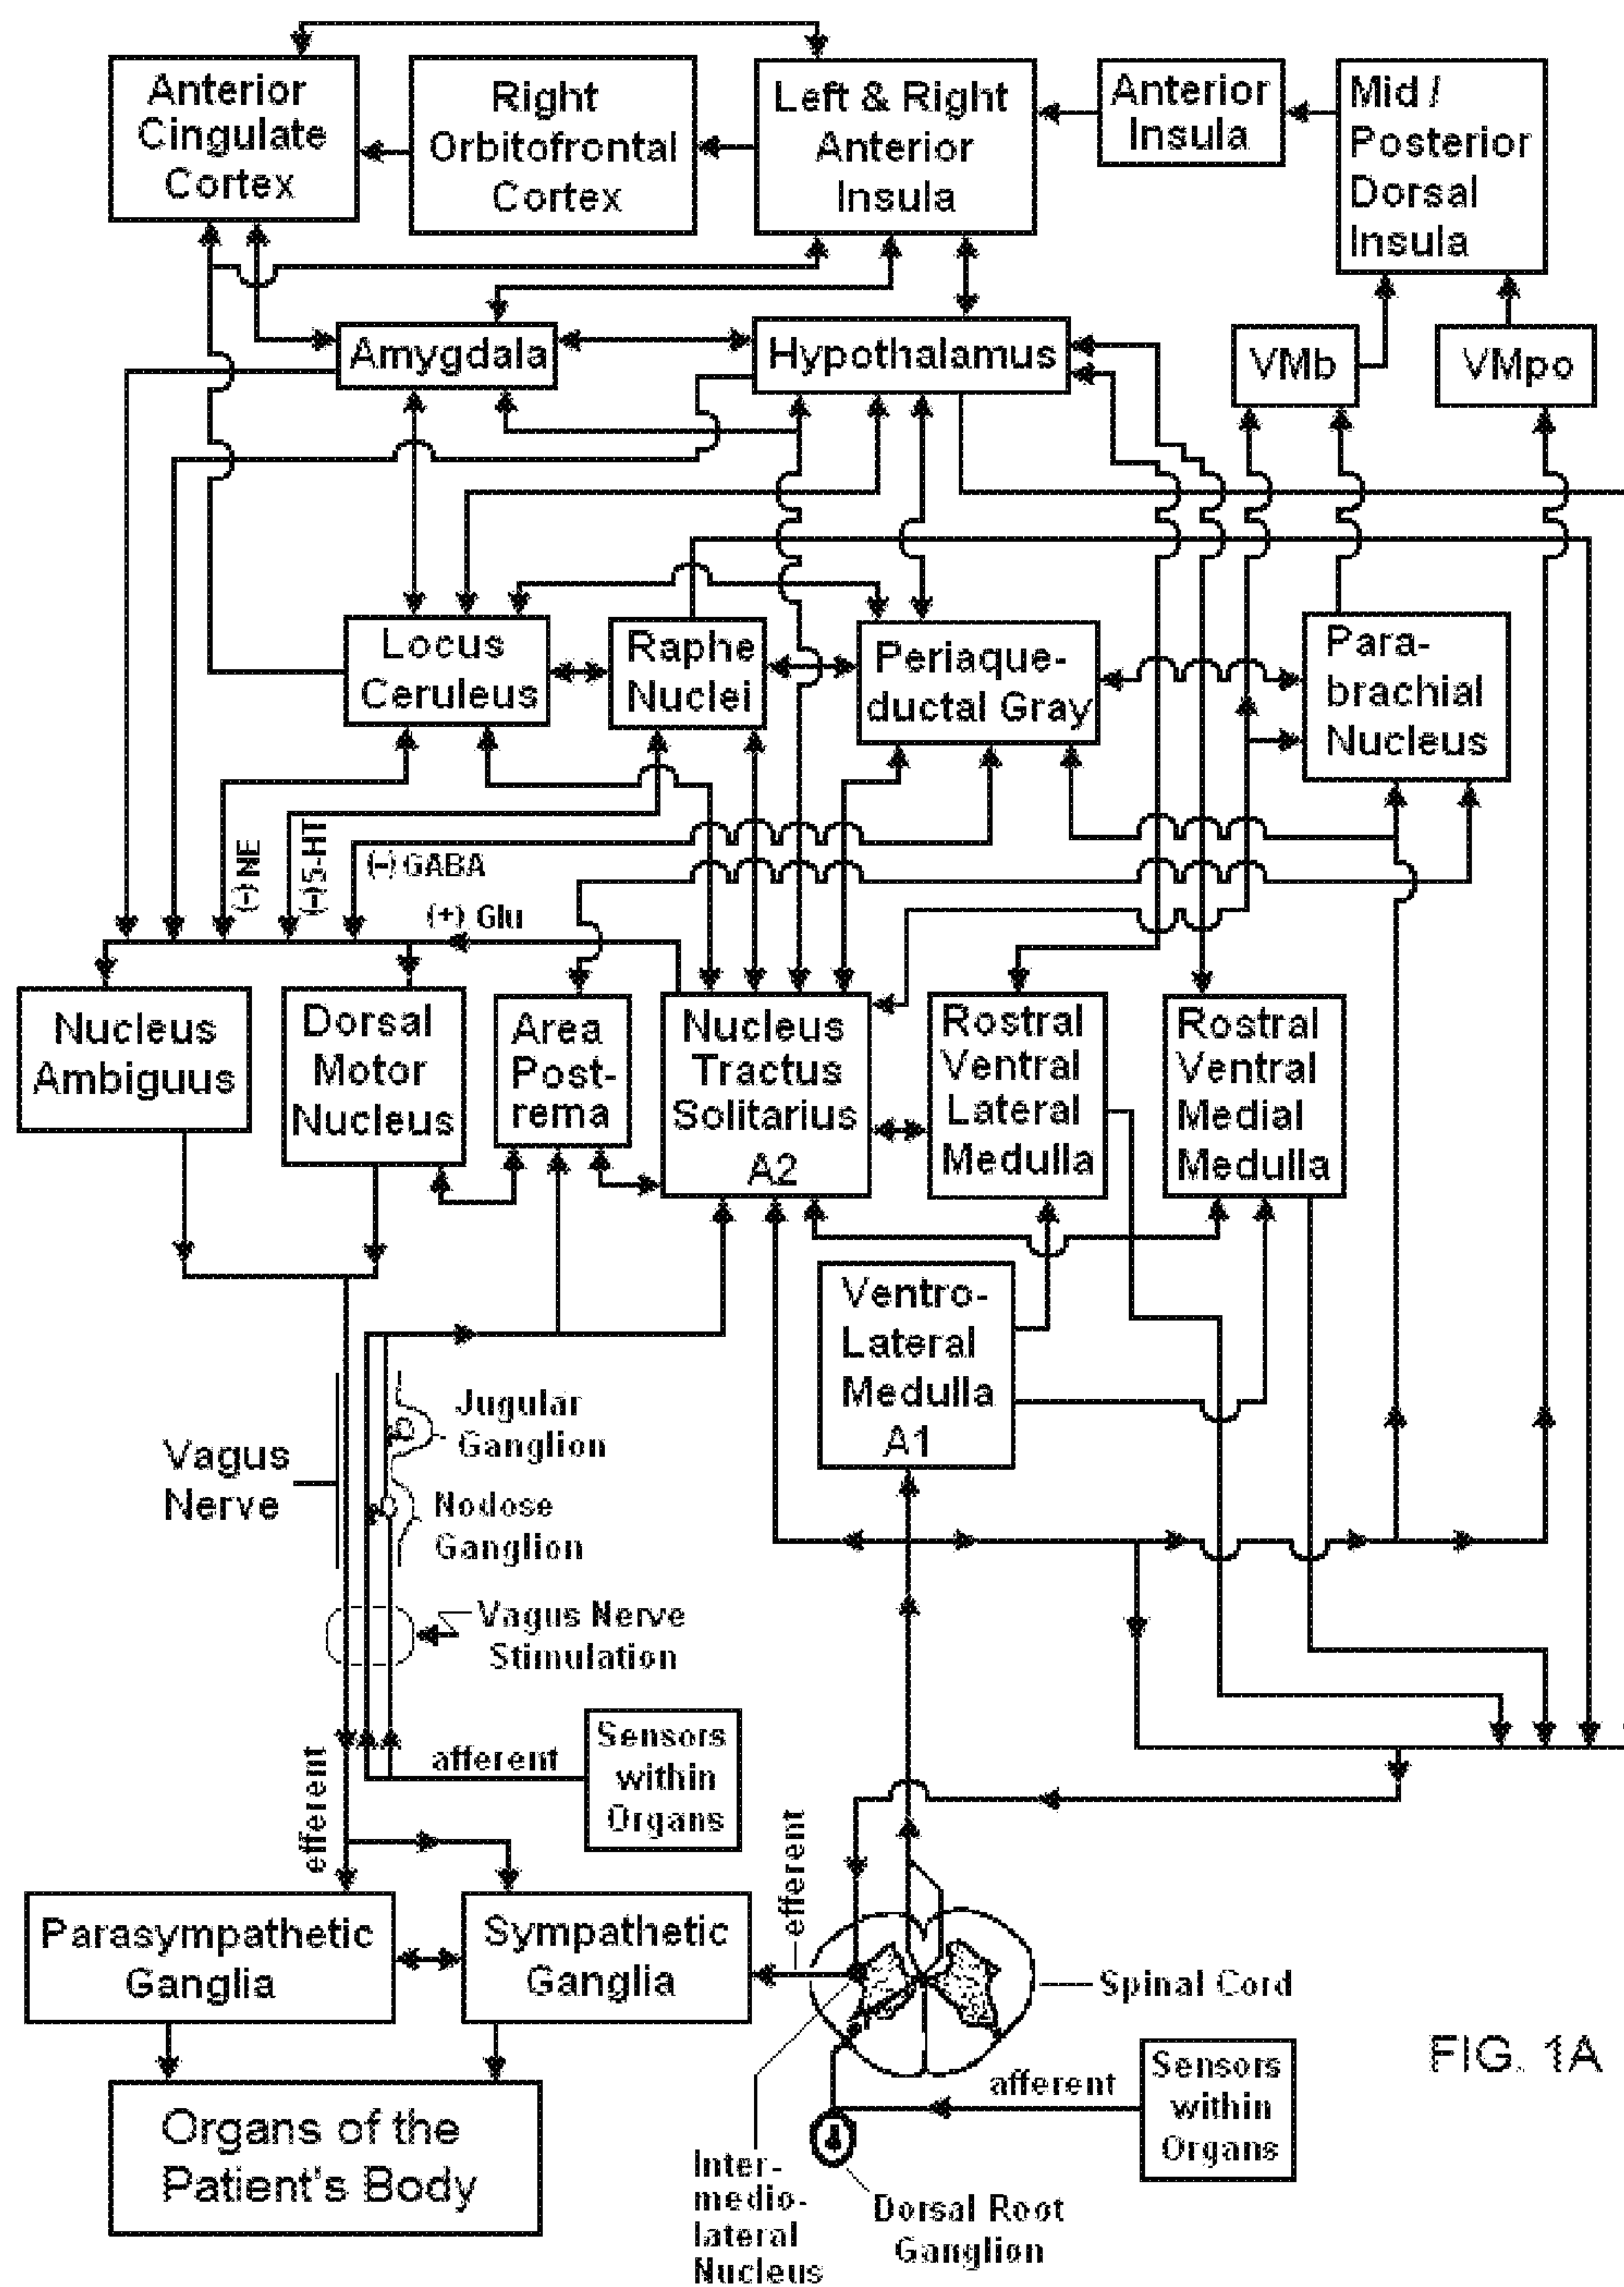 Anterior
Cingulate
Cortex
Right
Orbitofrontal
Cortex
Left & Right
Anterior
Insula
Anterior
Insula
Mid /
Posterior
Dorsal
Insula
Amygdala
Hypothalamus
VMb
VMpo
Locus
Ceruleus
Raphe
Nuclei
Periaque-
ductal Gray
Para-
brachial
Nucleus
(-) NE
(-)5-HT
(-) GABA
(+) Glu
Nucleus
Ambiguus
Dorsal
Motor
Nucleus
Area
Post-
rema
Nucleus
Tractus
Solitarius
A2
Rostral
Ventral
Lateral
Medulla
Rostral
Ventral
Medial
Medulla
Ventro-
Lateral
Medulla
A1
Jugular
Ganglion
Vagus
Nerve
Nodose
Ganglion
Vagus Nerve
Stimulation
Sensors
within
Organs
afferent
efferent
efferent
Parasympathetic
Ganglia
Sympathetic
Ganglia
Spinal Cord
FIG. 1A
Sensors
within
Organs
afferent
Organs of the
Patient's Body
Inter-
medio-
lateral
Nucleus
Dorsal Root
Ganglion